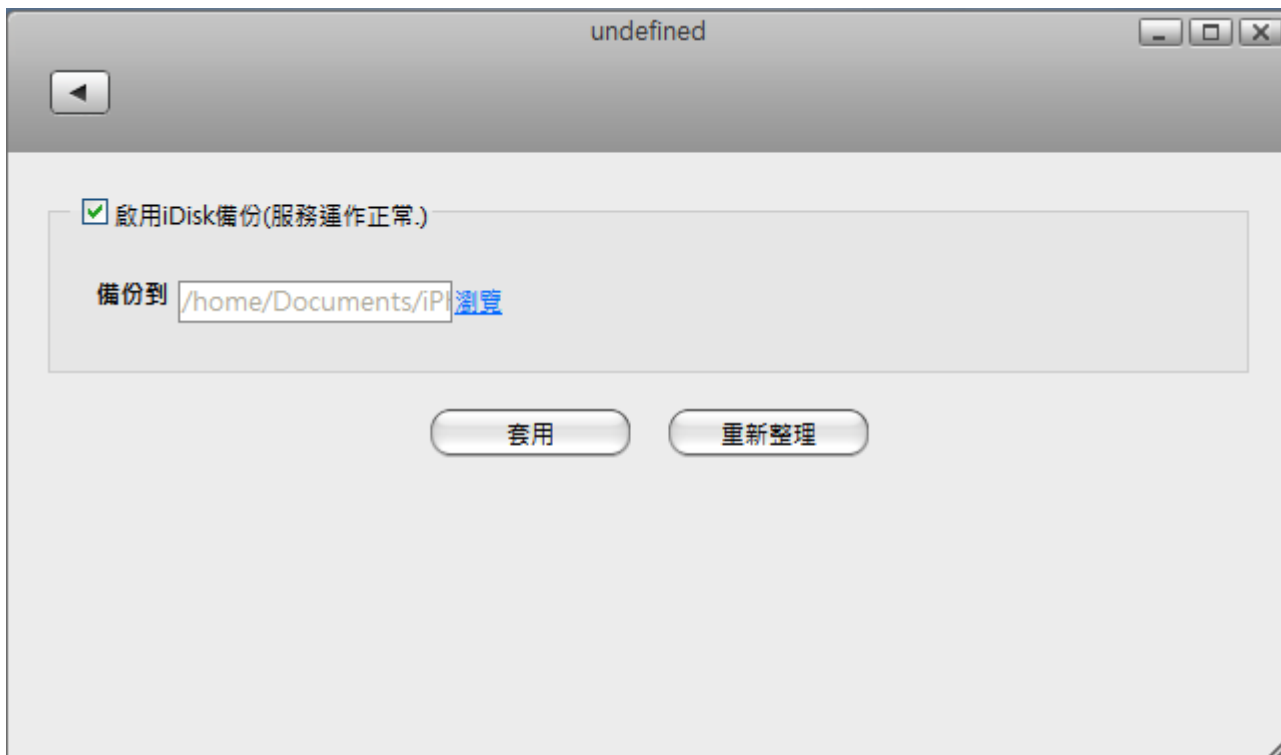 undefined
啟用iDisk備份(服務運作正常.)
備份到 /home/Documents/iPh 瀏覽
套用 重新整理